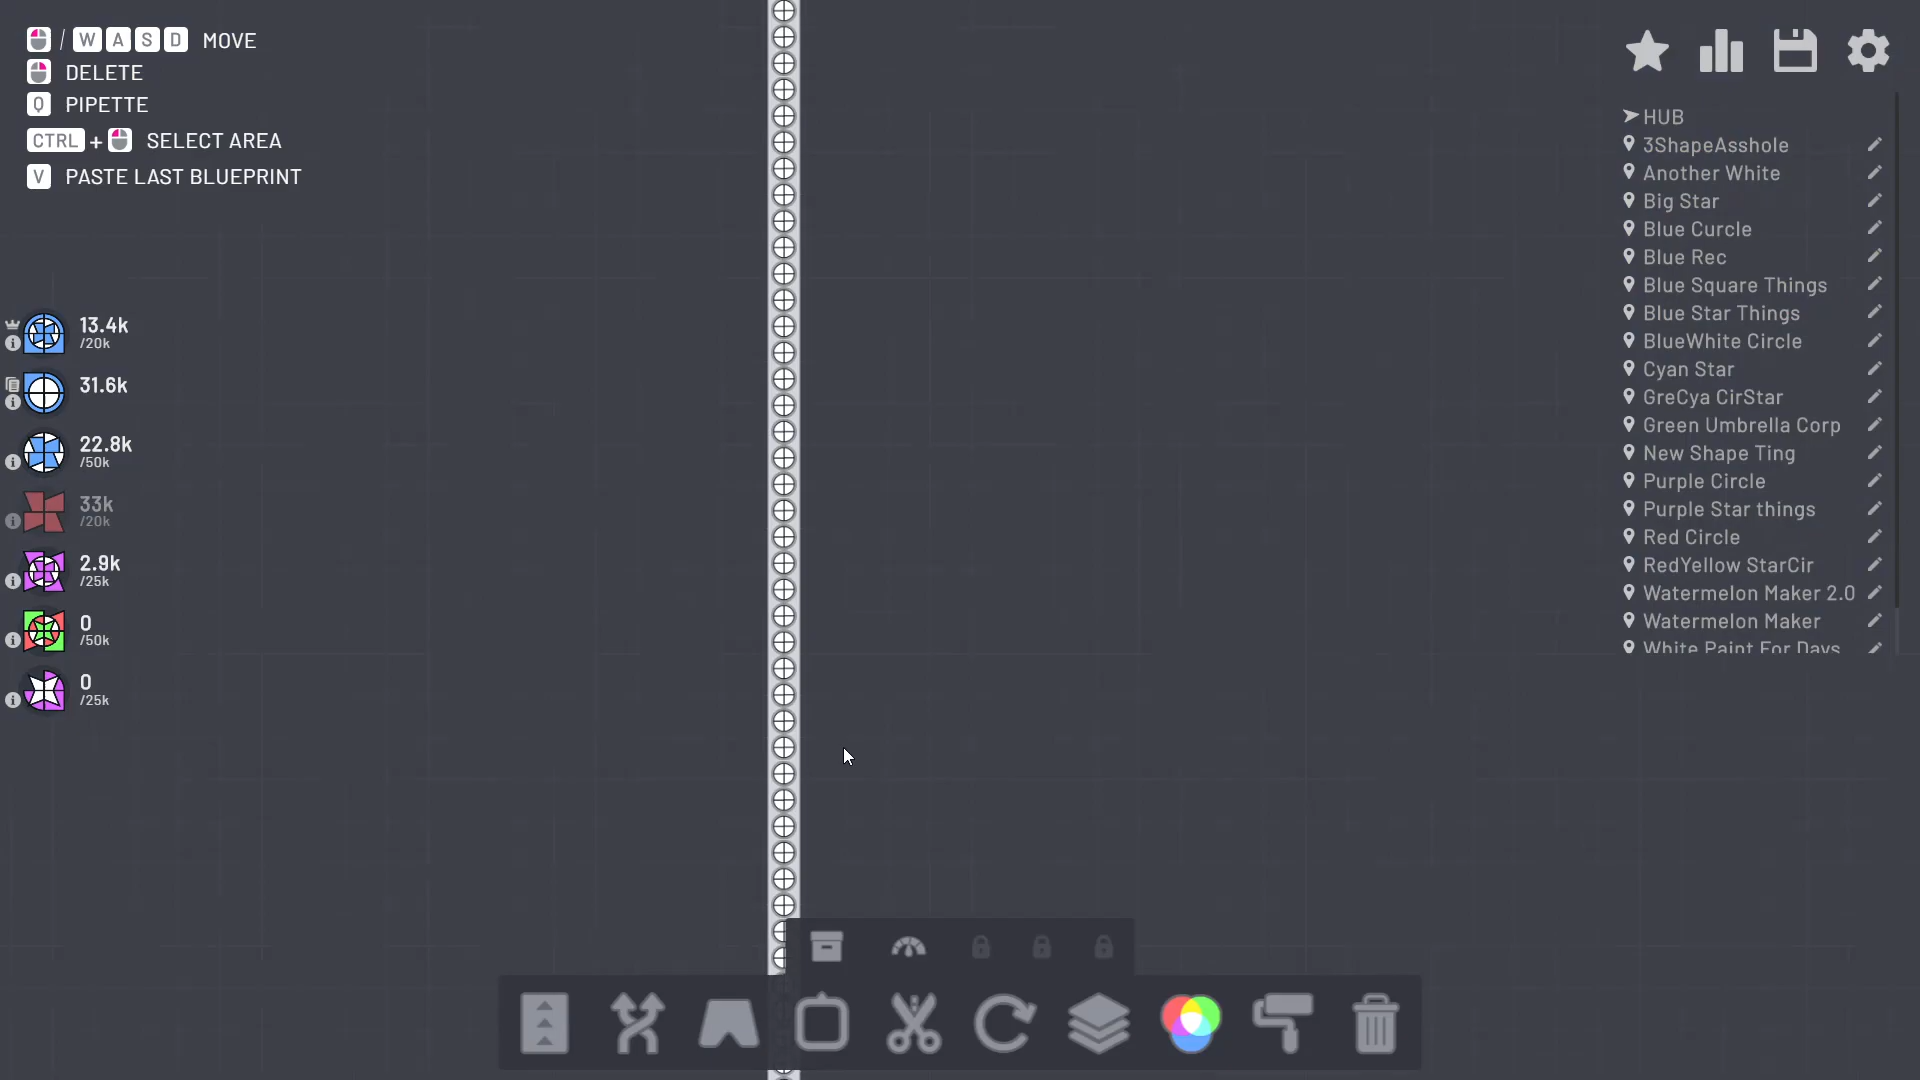 / W A S D MOVE
DELETE
Q PIPETTE
CTRL + SELECT AREA
V PASTE LAST BLUEPRINT
13.4k
/20k
31.6k
22.8k
/50k
33k
/20k
2.9k
/25k
0
/50k
0
/25k
HUB
3ShapeAsshole
Another White
Big Star
Blue Curcle
Blue Rec
Blue Square Things
Blue Star Things
BlueWhite Circle
Cyan Star
GreCya CirStar
Green Umbrella Corp
New Shape Ting
Purple Circle
Purple Star things
Red Circle
RedYellow StarCir
Watermelon Maker 2.0
Watermelon Maker
White Paint For Days